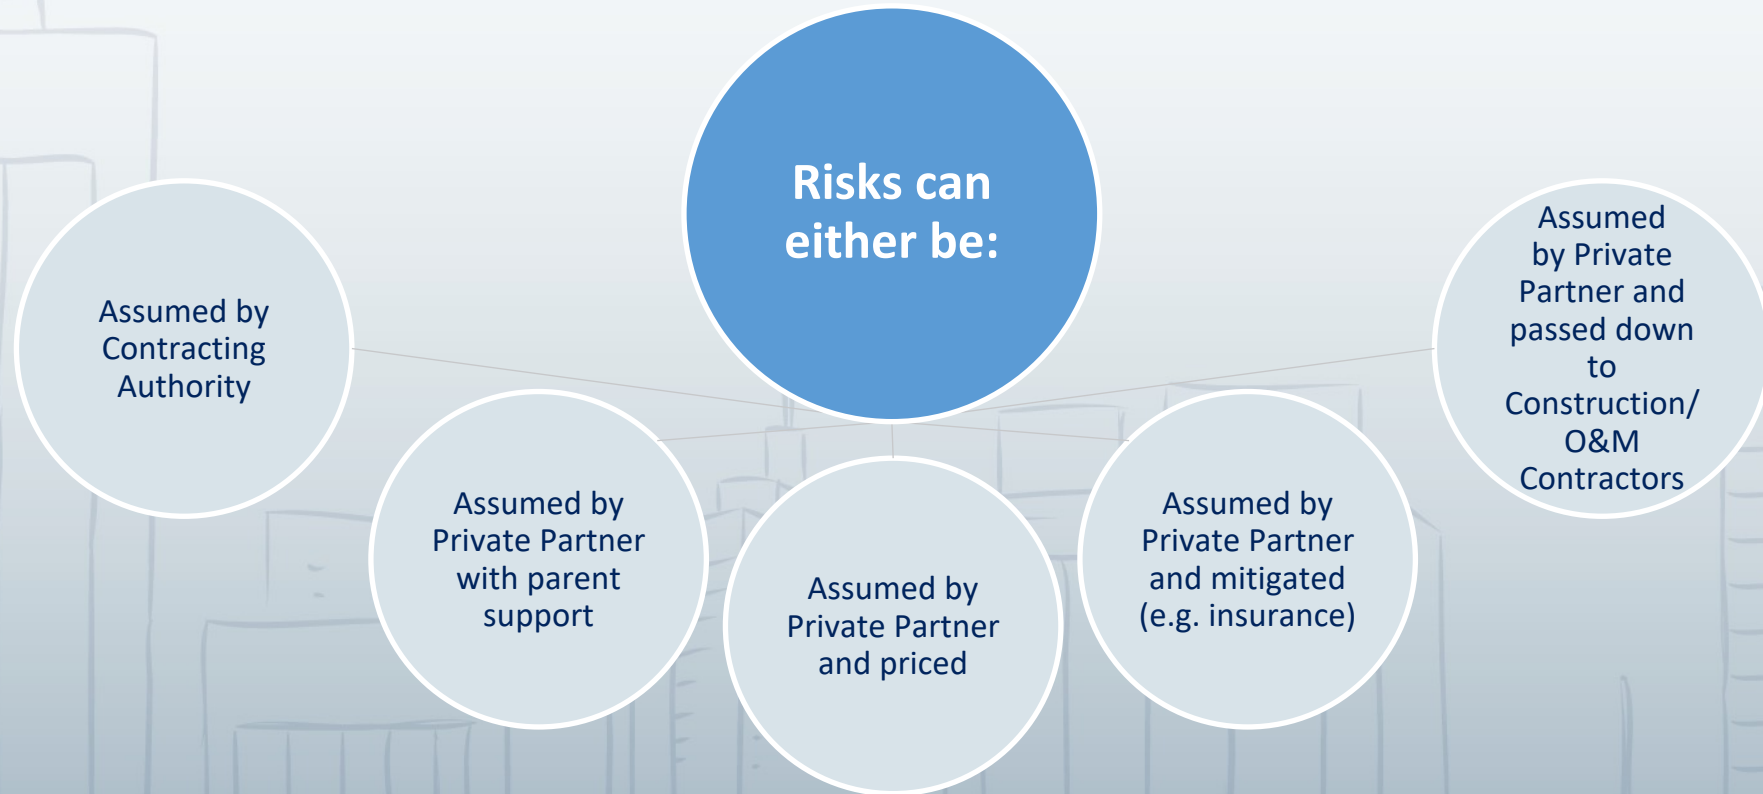 Risks can
either be:
Assumed by
Contracting
Authority
Assumed by
Private Partner
with parent
support
Assumed by
Private Partner
and priced
Assumed by
Private Partner
and mitigated
(e.g. insurance)
Assumed
by Private
Partner and
passed down
to
Construction/
O&M
Contractors